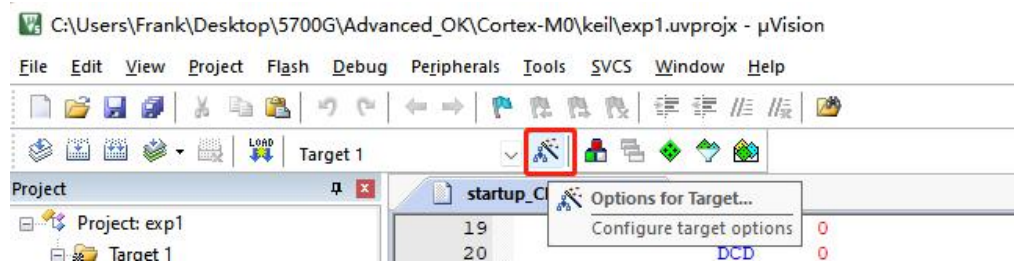 C:\Users\Frank\Desktop\5700G\Advanced_OK\Cortex-M0\keil\exp1.uvprojx - µVision
File Edit View Project Flash Debug Peripherals Tools SVCS Window Help
LOAD Target 1
Project
startup_C
Options for Target...
Configure target options
Project: exp1
19 0
Target 1
20 DCD 0